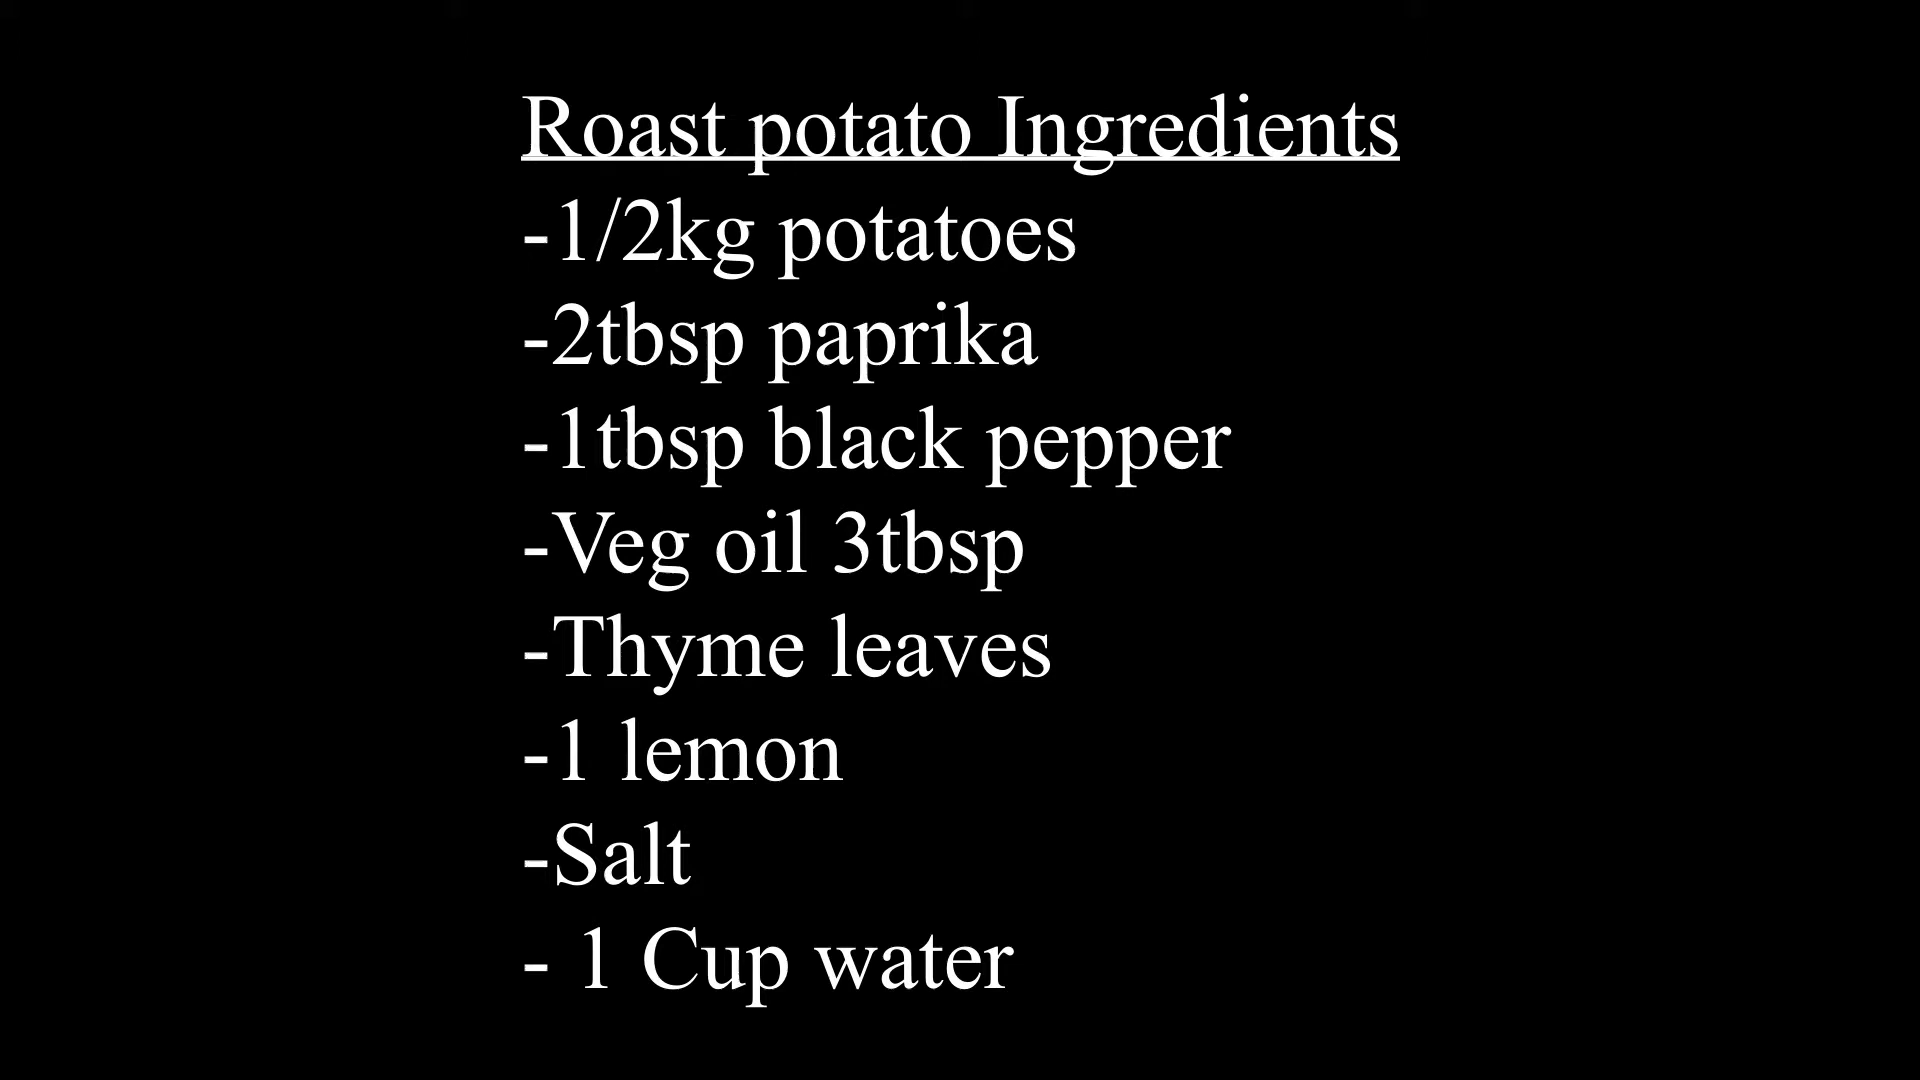 Roast potato Ingredients
-1/2kg potatoes
-2tbsp paprika
-1tbsp black pepper
-Veg oil 3tbsp
-Thyme leaves
-1 lemon
-Salt
- 1 Cup water